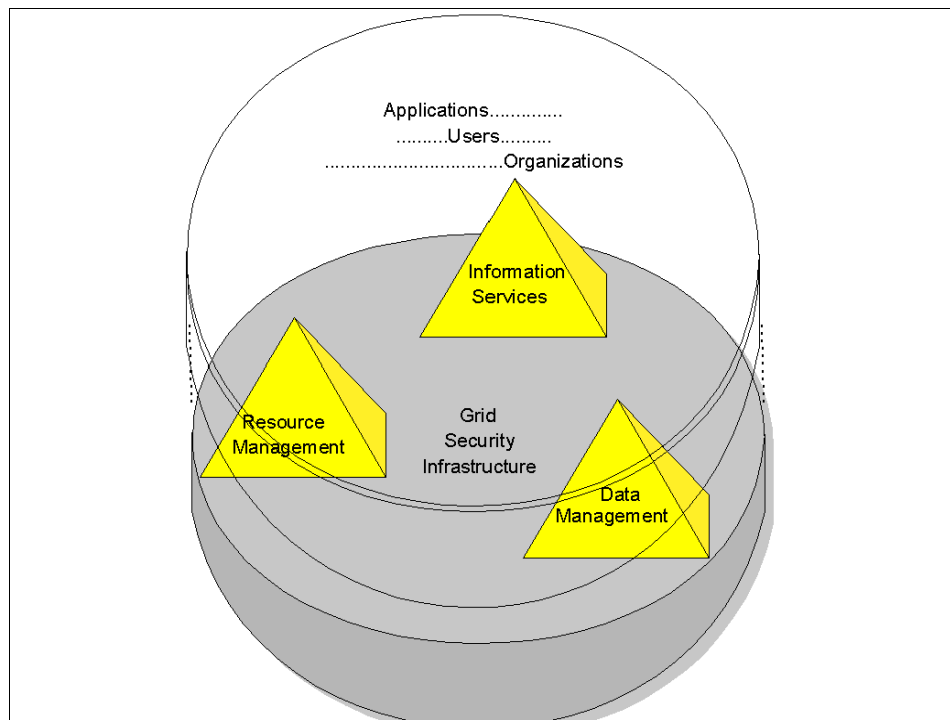 Applications..............
..........Users..........
...................................Organizations
Information
Services
Resource
Management
Grid
Security
Infrastructure
Data
Management